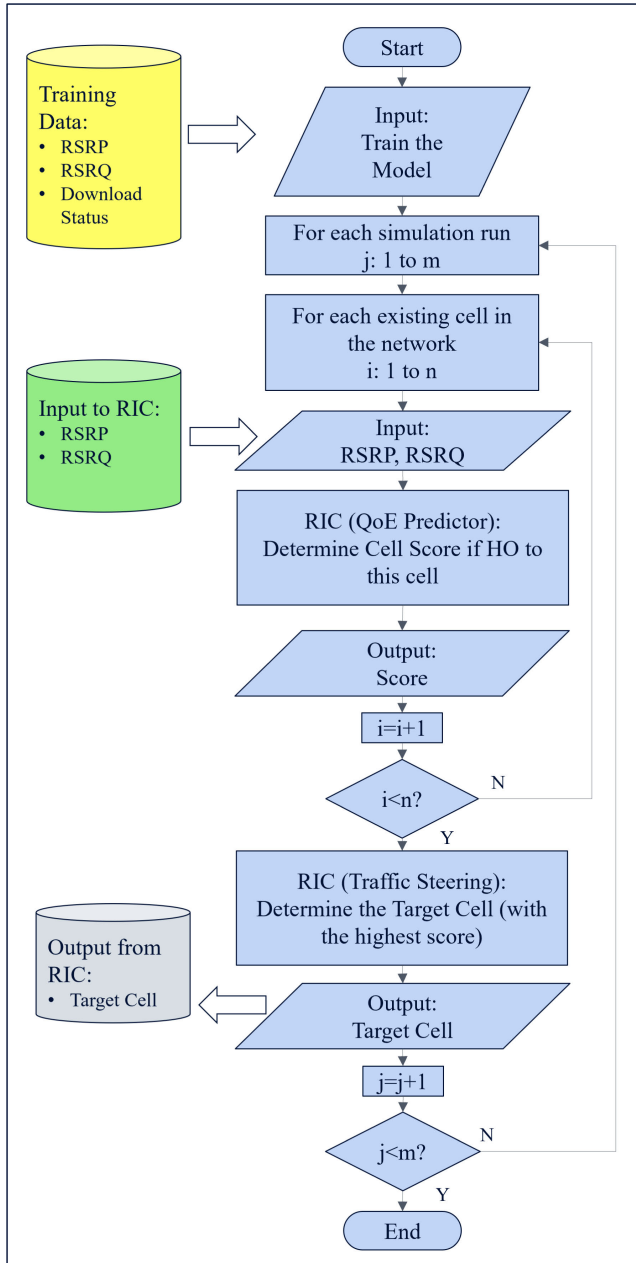 Start
Training
Data:
• RSRP
• RSRQ
• Download
Status
Input:
Train the
Model
For each simulation run
j: 1 to m
For each existing cell in
the network
i: 1 to n
Input to RIC:
• RSRP
• RSRQ
Input:
RSRP, RSRQ
RIC (QoE Predictor):
Determine Cell Score if HO to
this cell
Output:
Score
i=i+1
i<n?
N
Y
RIC (Traffic Steering):
Determine the Target Cell (with
the highest score)
Output from
RIC:
• Target Cell
Output:
Target Cell
j=j+1
j<m?
N
Y
End